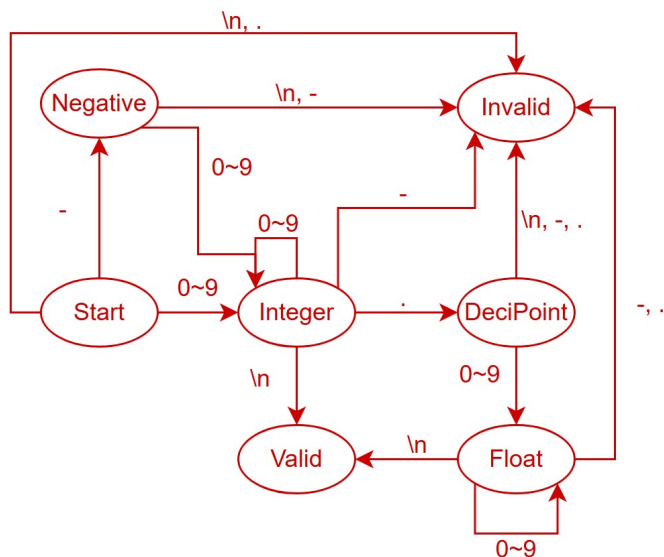 \n, .
Negative
\n, -
Invalid
0~9
-
0~9
-
\n, -, .
Start
0~9
Integer
.
DeciPoint
-, .
\n
0~9
Valid
\n
Float
0~9